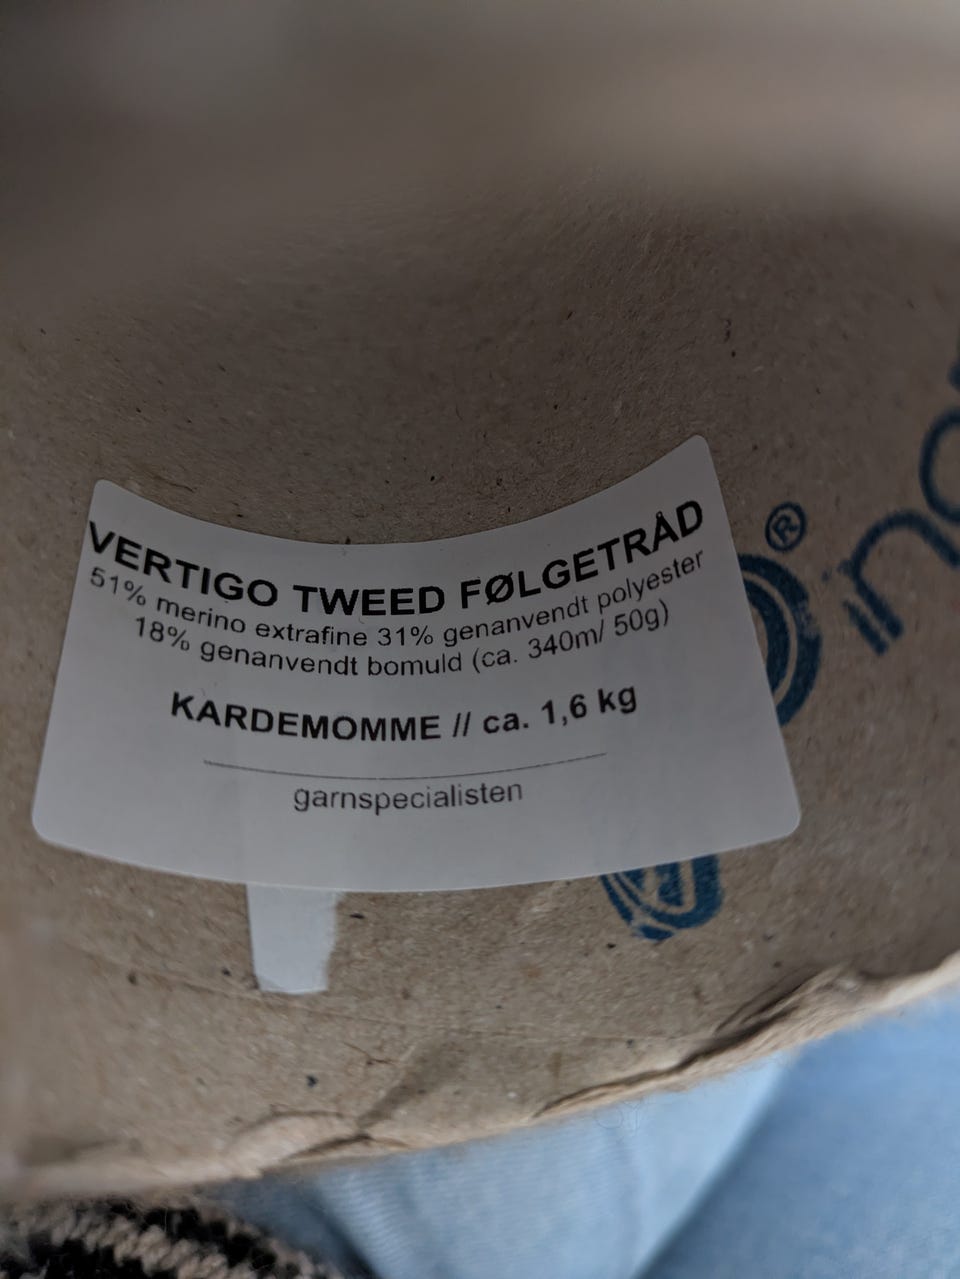 VERTIGO TWEED FØLGETRÅD
51% merino extrafine 31% genanvendt polyester
18% genanvendt bomuld (ca. 340m/ 50g)
KARDEMOMME // ca. 1,6 kg
garnspecialisten
®